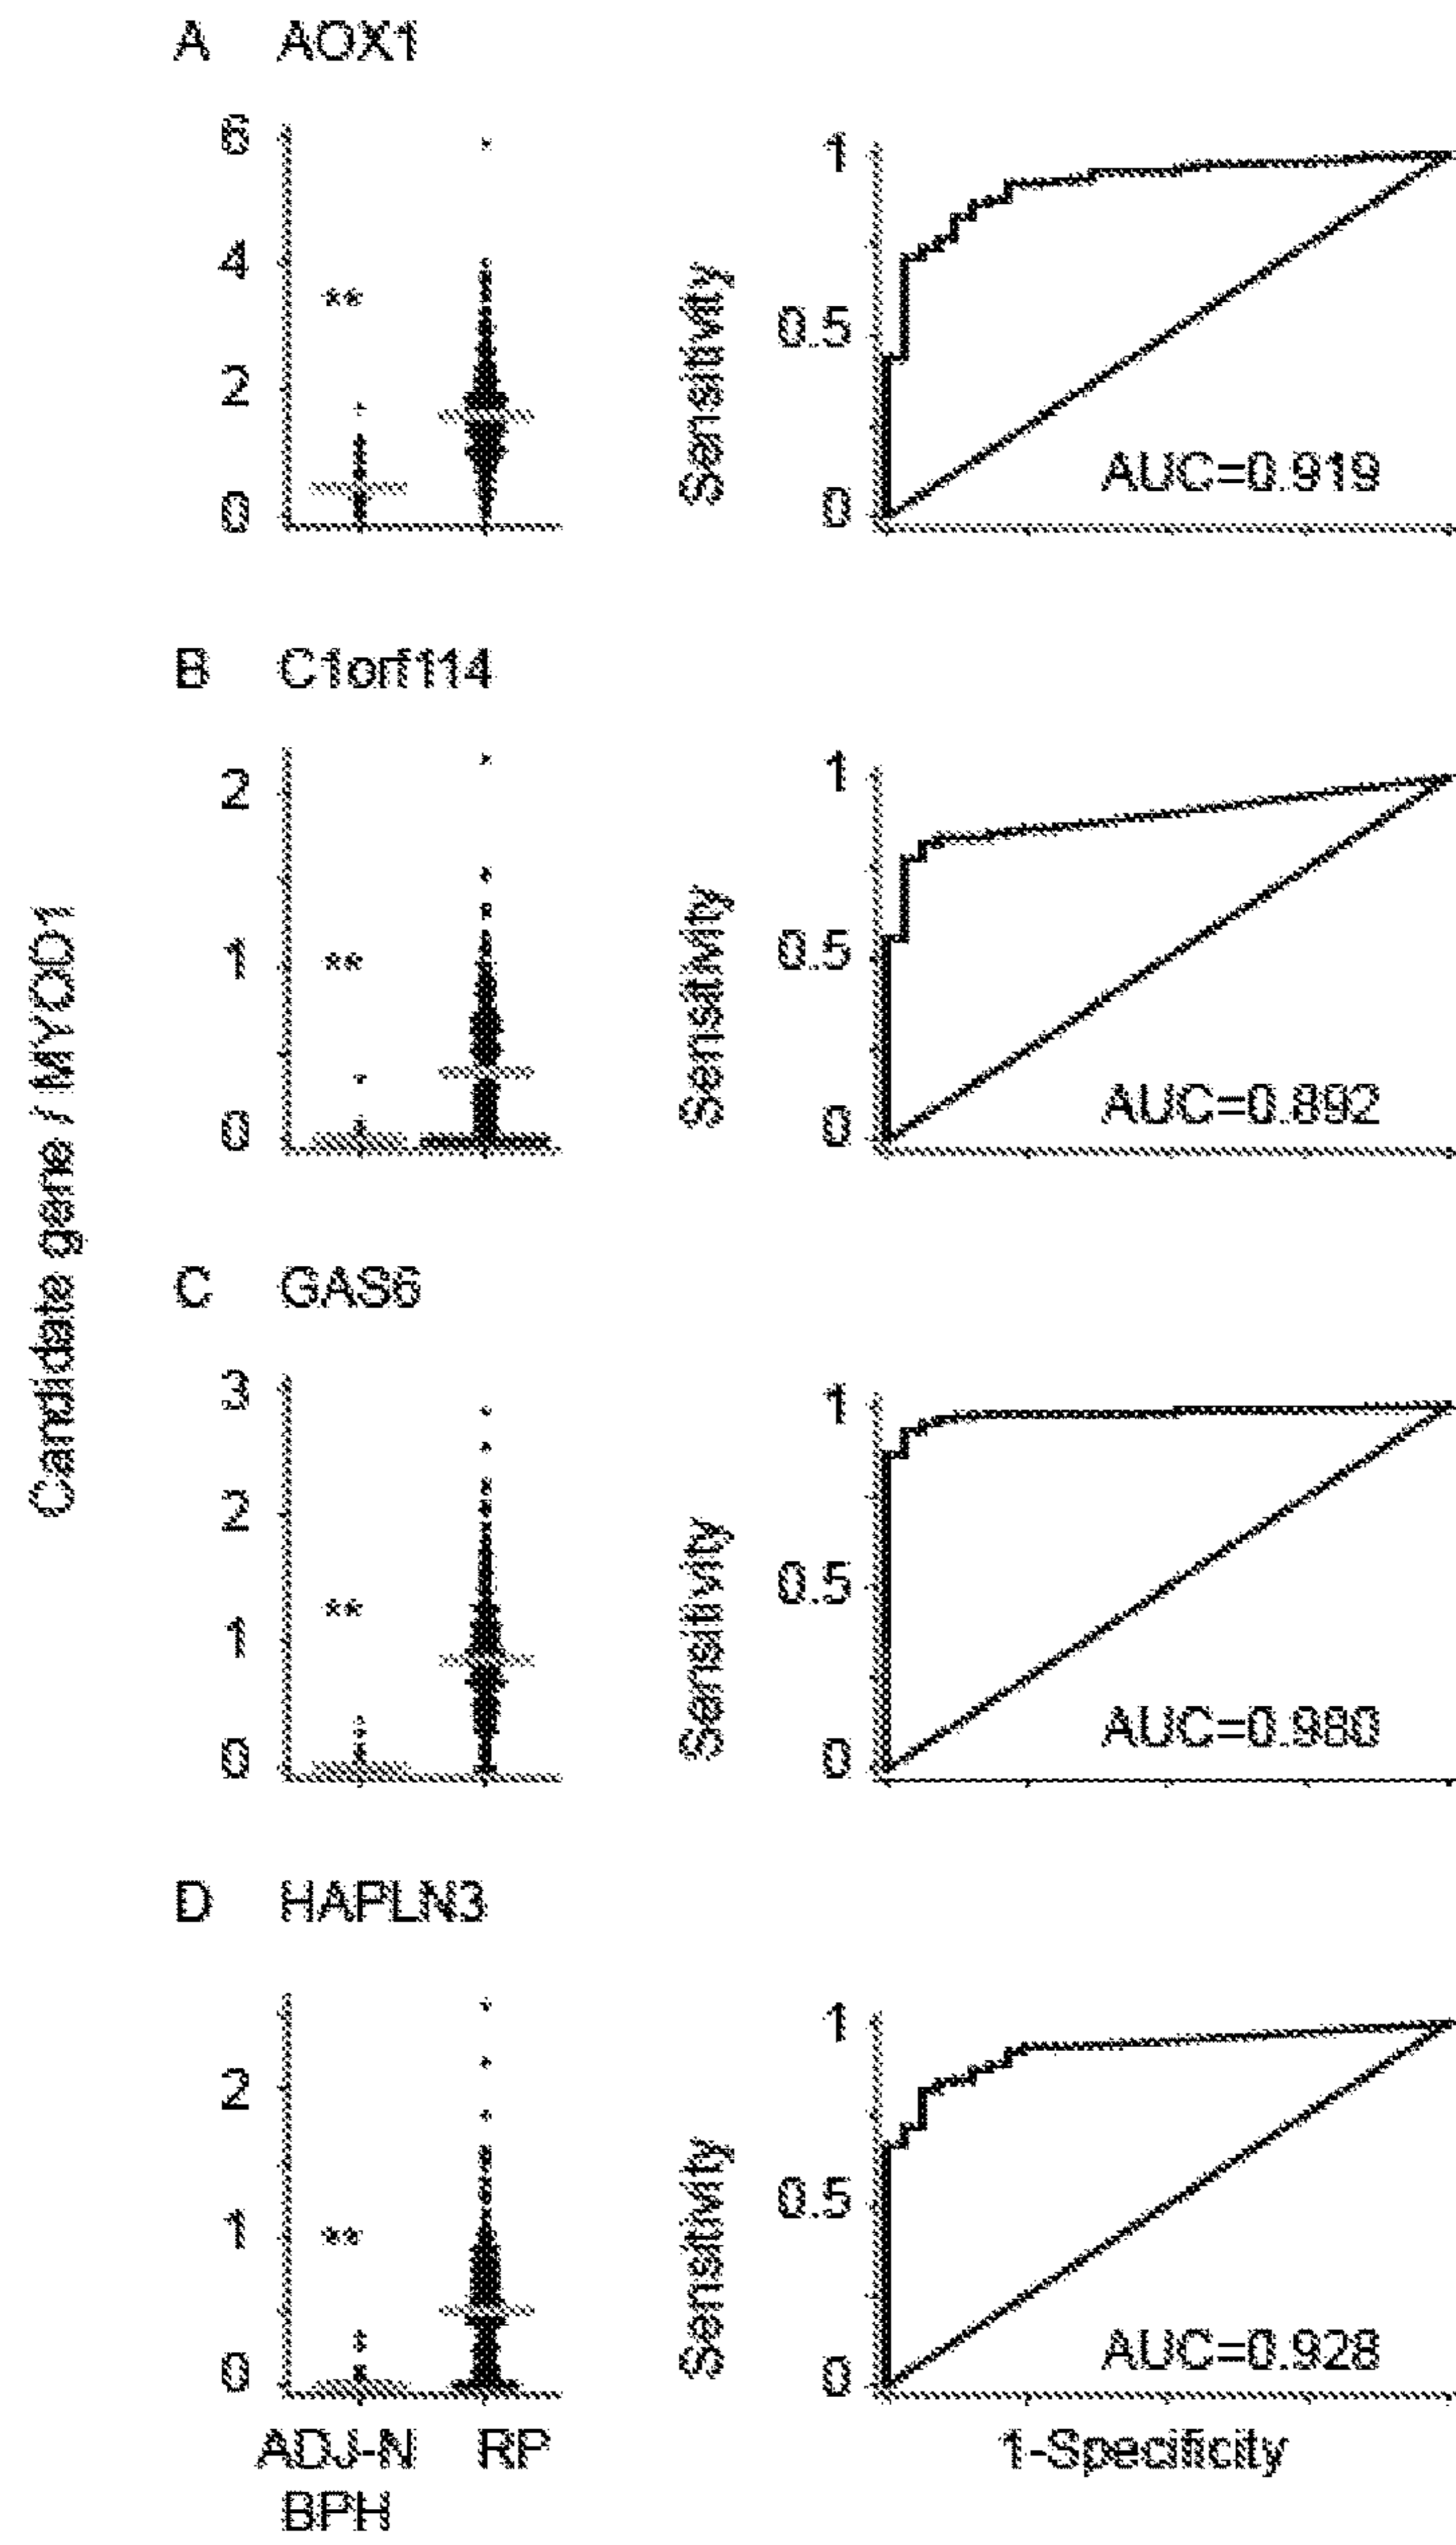 Candidate gene / MYOD1
A AOX1
6
4
**
2
0
Sensitivity
1
0.5
0
AUC=0.919
B C1orf114
2
1
**
0
Sensitivity
1
0.5
0
AUC=0.892
C GAS6
3
2
**
1
0
Sensitivity
1
0.5
0
AUC=0.980
D HAPLN3
2
1
**
0
Sensitivity
1
0.5
0
AUC=0.928
ADJ-N RP
BPH
1-Specificity